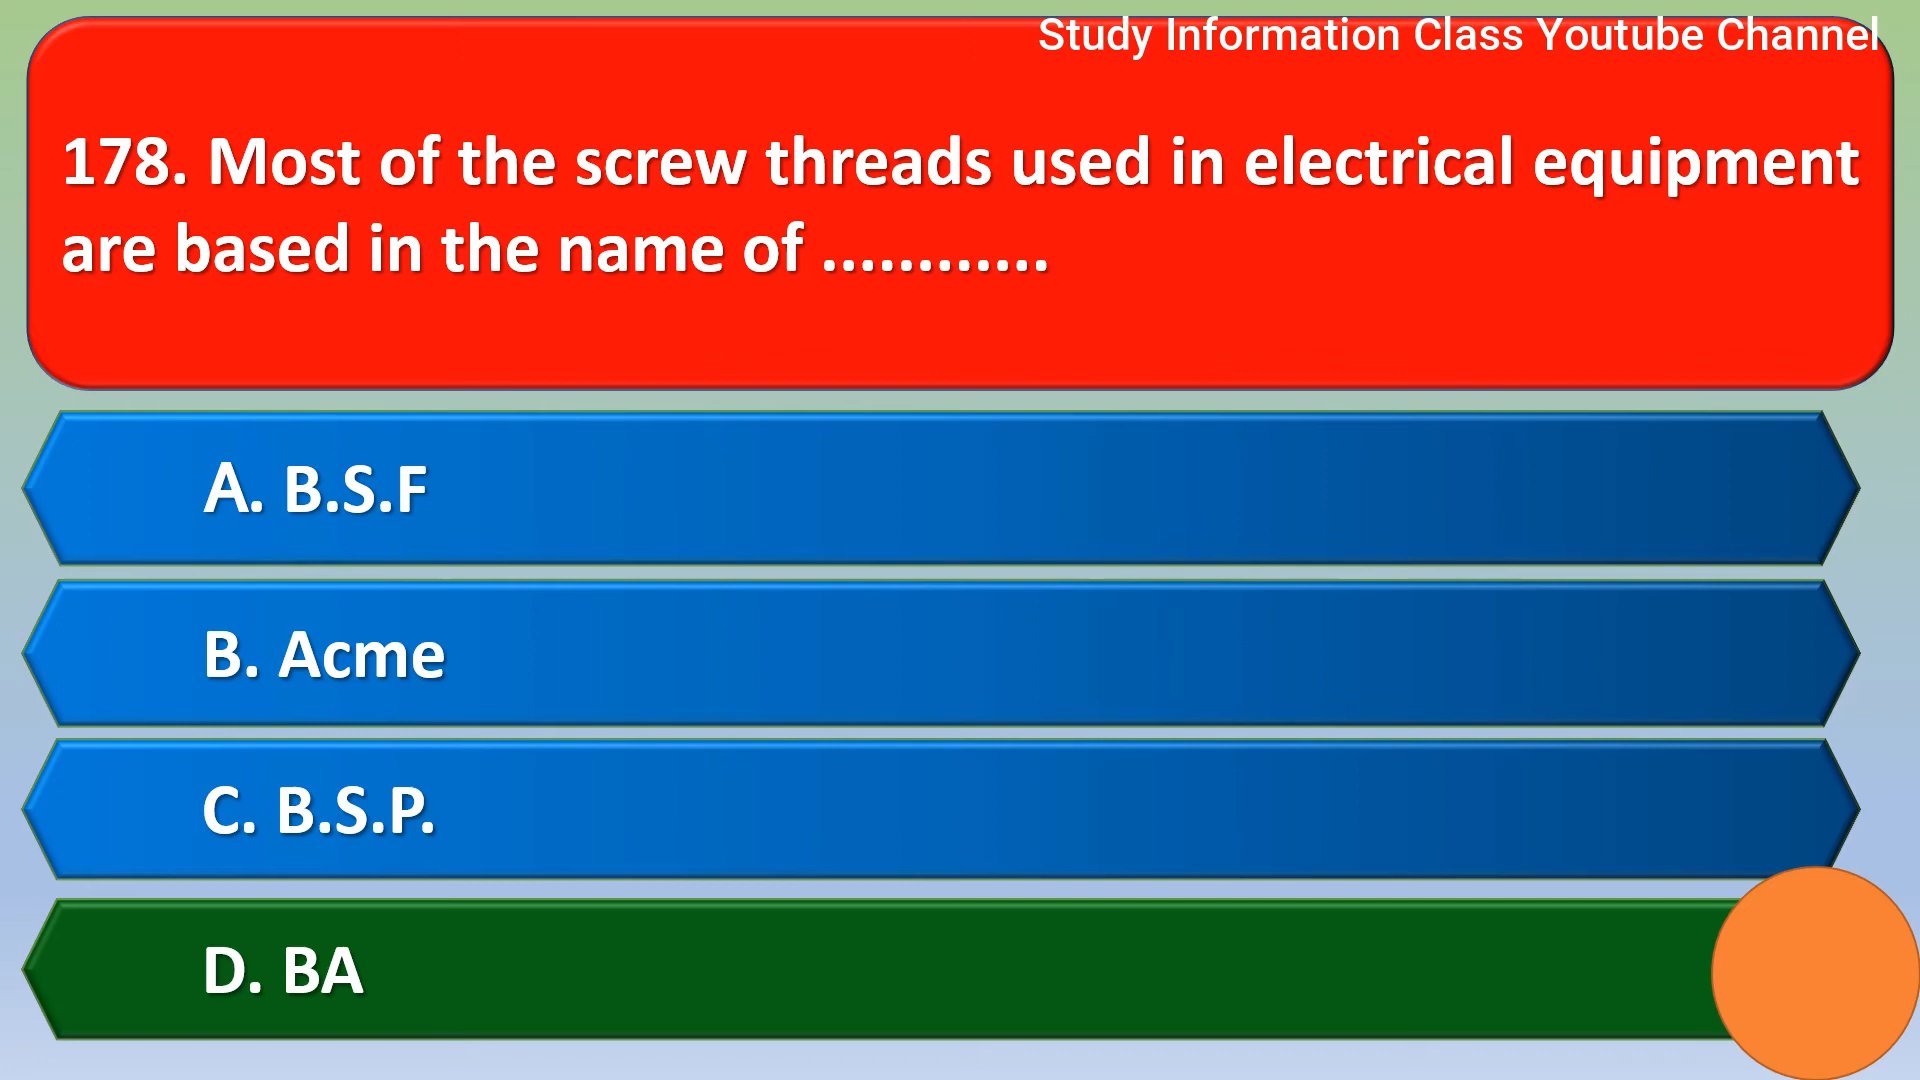 Study Information Class Youtube Channel
178. Most of the screw threads used in electrical equipment
are based in the name of ............
A. B.S.F
B. Acme
C. B.S.P.
D. BA